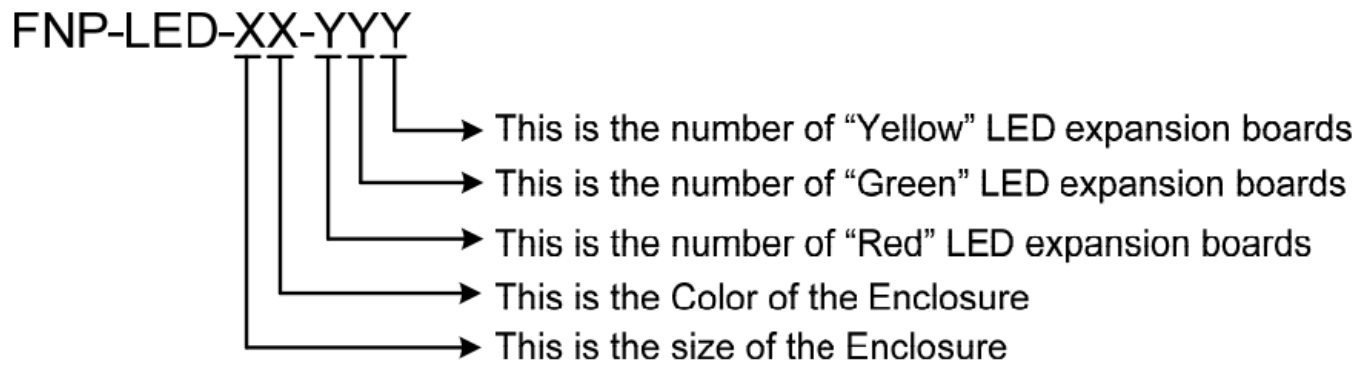 FNP-LED-XX-YYY
This is the number of “Yellow” LED expansion boards
This is the number of “Green” LED expansion boards
This is the number of “Red” LED expansion boards
This is the Color of the Enclosure
This is the size of the Enclosure